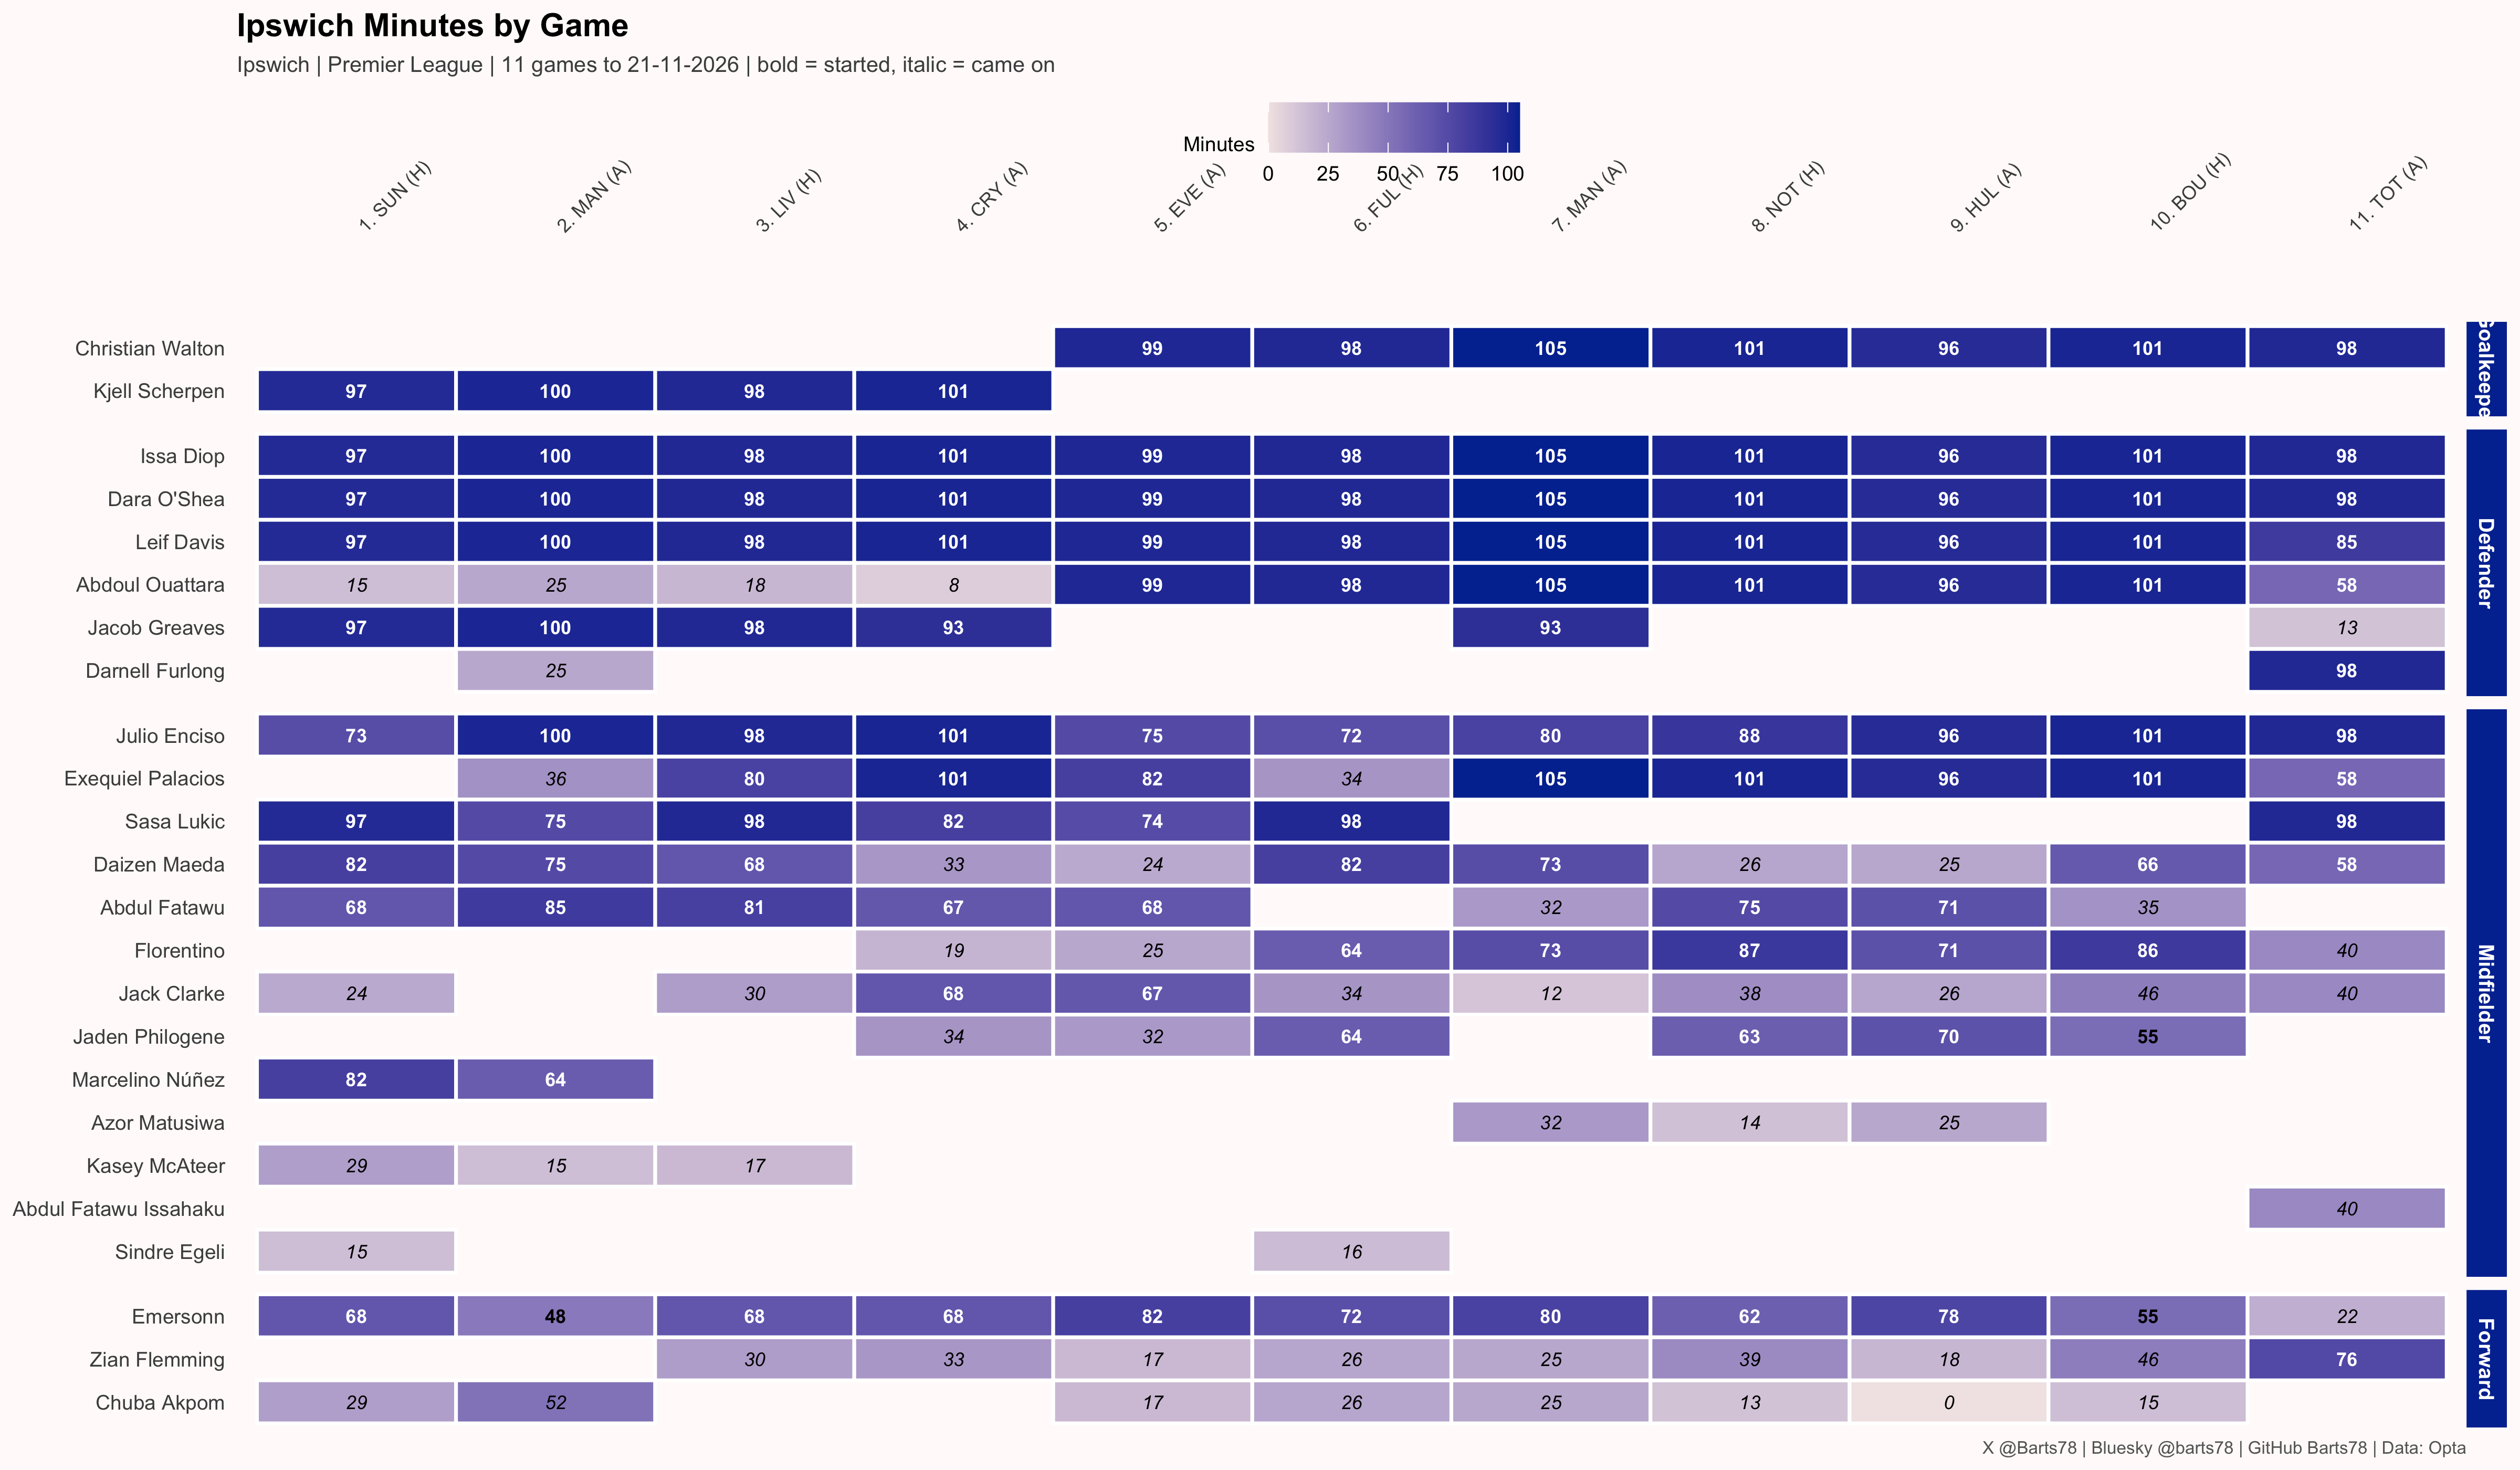 Ipswich Minutes by Game
Ipswich | Premier League | 11 games to 21-11-2026 | bold = started, italic = came on
Minutes
0 25 50 75 100
1. SUN (H) 2. MAN (A) 3. LIV (H) 4. CRY (A) 5. EVE (A) 6. FUL (H) 7. MAN (A) 8. NOT (H) 9. HUL (A) 10. BOU (H) 11. TOT (A)
Goalkeepe
Christian Walton 99 98 105 101 96 101 98
Kjell Scherpen 97 100 98 101
Defender
Issa Diop 97 100 98 101 99 98 105 101 96 101 98
Dara O'Shea 97 100 98 101 99 98 105 101 96 101 98
Leif Davis 97 100 98 101 99 98 105 101 96 101 85
Abdoul Ouattara 15 25 18 8 99 98 105 101 96 101 58
Jacob Greaves 97 100 98 93 93 13
Darnell Furlong 25 98
Midfielder
Julio Enciso 73 100 98 101 75 72 80 88 96 101 98
Exequiel Palacios 36 80 101 82 34 105 101 96 101 58
Sasa Lukic 97 75 98 82 74 98 98
Daizen Maeda 82 75 68 33 24 82 73 26 25 66 58
Abdul Fatawu 68 85 81 67 68 32 75 71 35
Florentino 19 25 64 73 87 71 86 40
Jack Clarke 24 30 68 67 34 12 38 26 46 40
Jaden Philogene 34 32 64 63 70 55
Marcelino Núñez 82 64
Azor Matusiwa 32 14 25
Kasey McAteer 29 15 17
Abdul Fatawu Issahaku 40
Sindre Egeli 15 16
Forward
Emersonn 68 48 68 68 82 72 80 62 78 55 22
Zian Flemming 30 33 17 26 25 39 18 46 76
Chuba Akpom 29 52 17 26 25 13 0 15
X @Barts78 | Bluesky @barts78 | GitHub Barts78 | Data: Opta